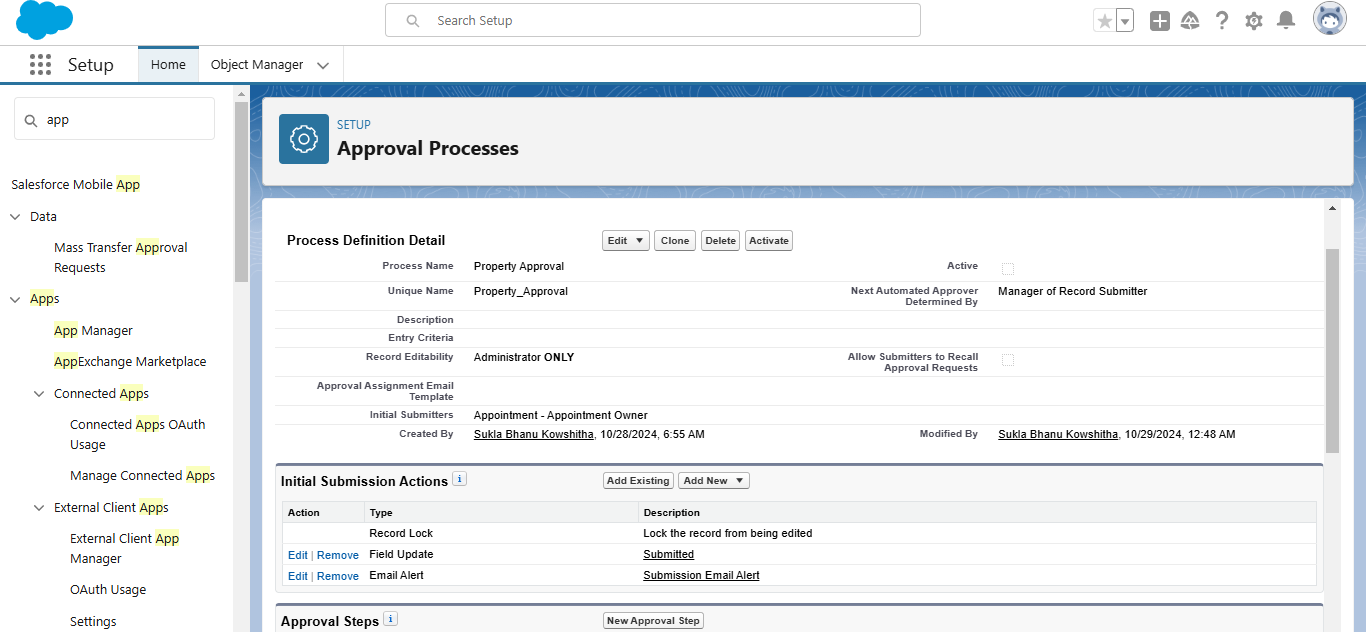 Search Setup
Setup
Home
Object Manager
app
Salesforce Mobile App
Data
Mass Transfer Approval
Requests
Apps
App Manager
AppExchange Marketplace
Connected Apps
Connected Apps OAuth
Usage
Manage Connected Apps
External Client Apps
External Client App
Manager
OAuth Usage
Settings
SETUP
Approval Processes
Process Definition Detail
Edit
Clone
Delete
Activate
Process Name Property Approval Active
Unique Name Property_Approval Next Automated Approver
Determined By Manager of Record Submitter
Description
Entry Criteria
Record Editability Administrator ONLY Allow Submitters to Recall
Approval Requests
Approval Assignment Email
Template
Initial Submitters Appointment - Appointment Owner
Created By Sukla Bhanu Kowshitha, 10/28/2024, 6:55 AM Modified By Sukla Bhanu Kowshitha, 10/29/2024, 12:48 AM
Initial Submission Actions i Add Existing Add New
Action Type Description
Record Lock Lock the record from being edited
Edit | Remove Field Update Submitted
Edit | Remove Email Alert Submission Email Alert
Approval Steps i New Approval Step